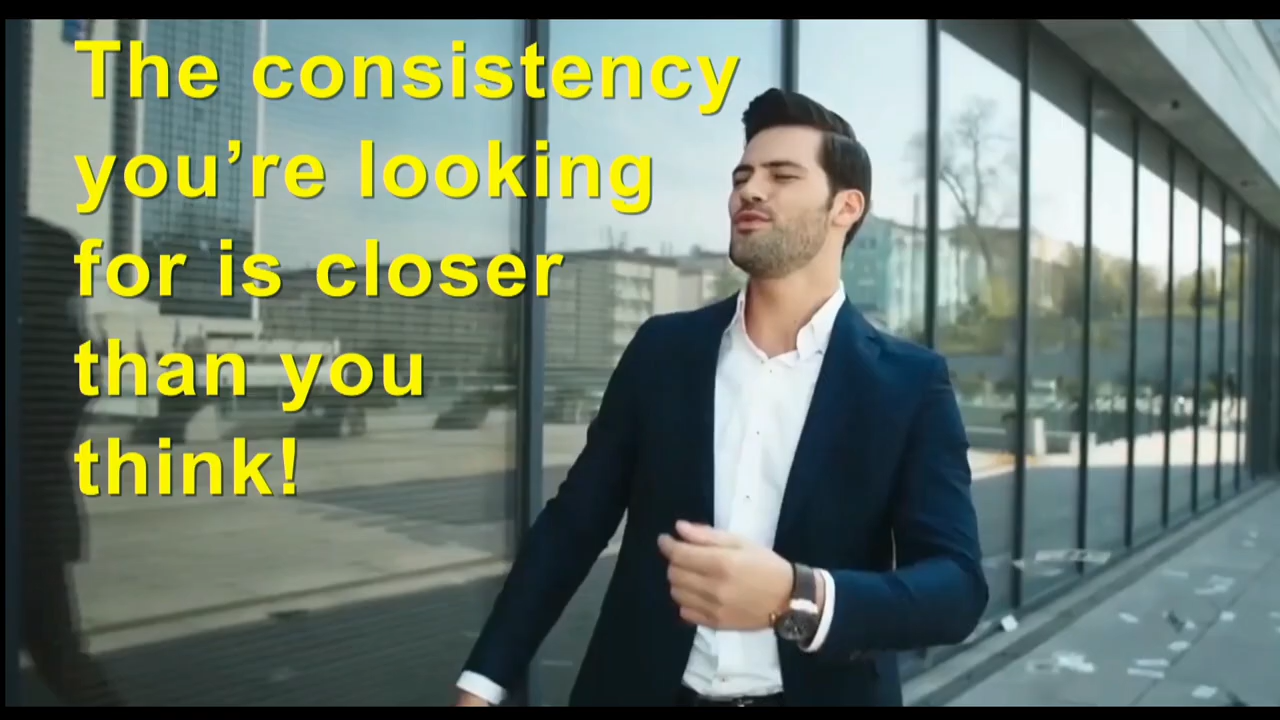 The consistency
you’re looking
for is closer
than you
think!